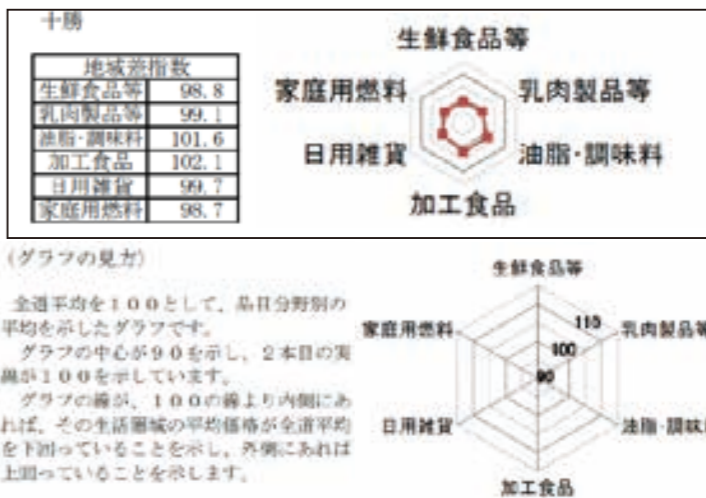 十勝
地域差指数
生鮮食品等 98.8
乳肉製品等 99.1
油脂・調味料 101.6
加工食品 102.1
日用雑貨 99.7
家庭用燃料 98.7
生鮮食品等
家庭用燃料 乳肉製品等
日用雑貨 油脂・調味料
加工食品
(グラフの見方)
全道平均を100として、品目分野別の
平均を示したグラフです。
グラフの中心が90を示し、2本目の実
線が100を示しています。
グラフの線が、100の線より内側にあ
れば、その生活圏域の平均価格が全道平均
を下回っていることを示し、外側にあれば
上回っていることを示します。
生鮮食品等
110
家庭用燃料 乳肉製品等
100
90
日用雑貨 油脂・調味
加工食品